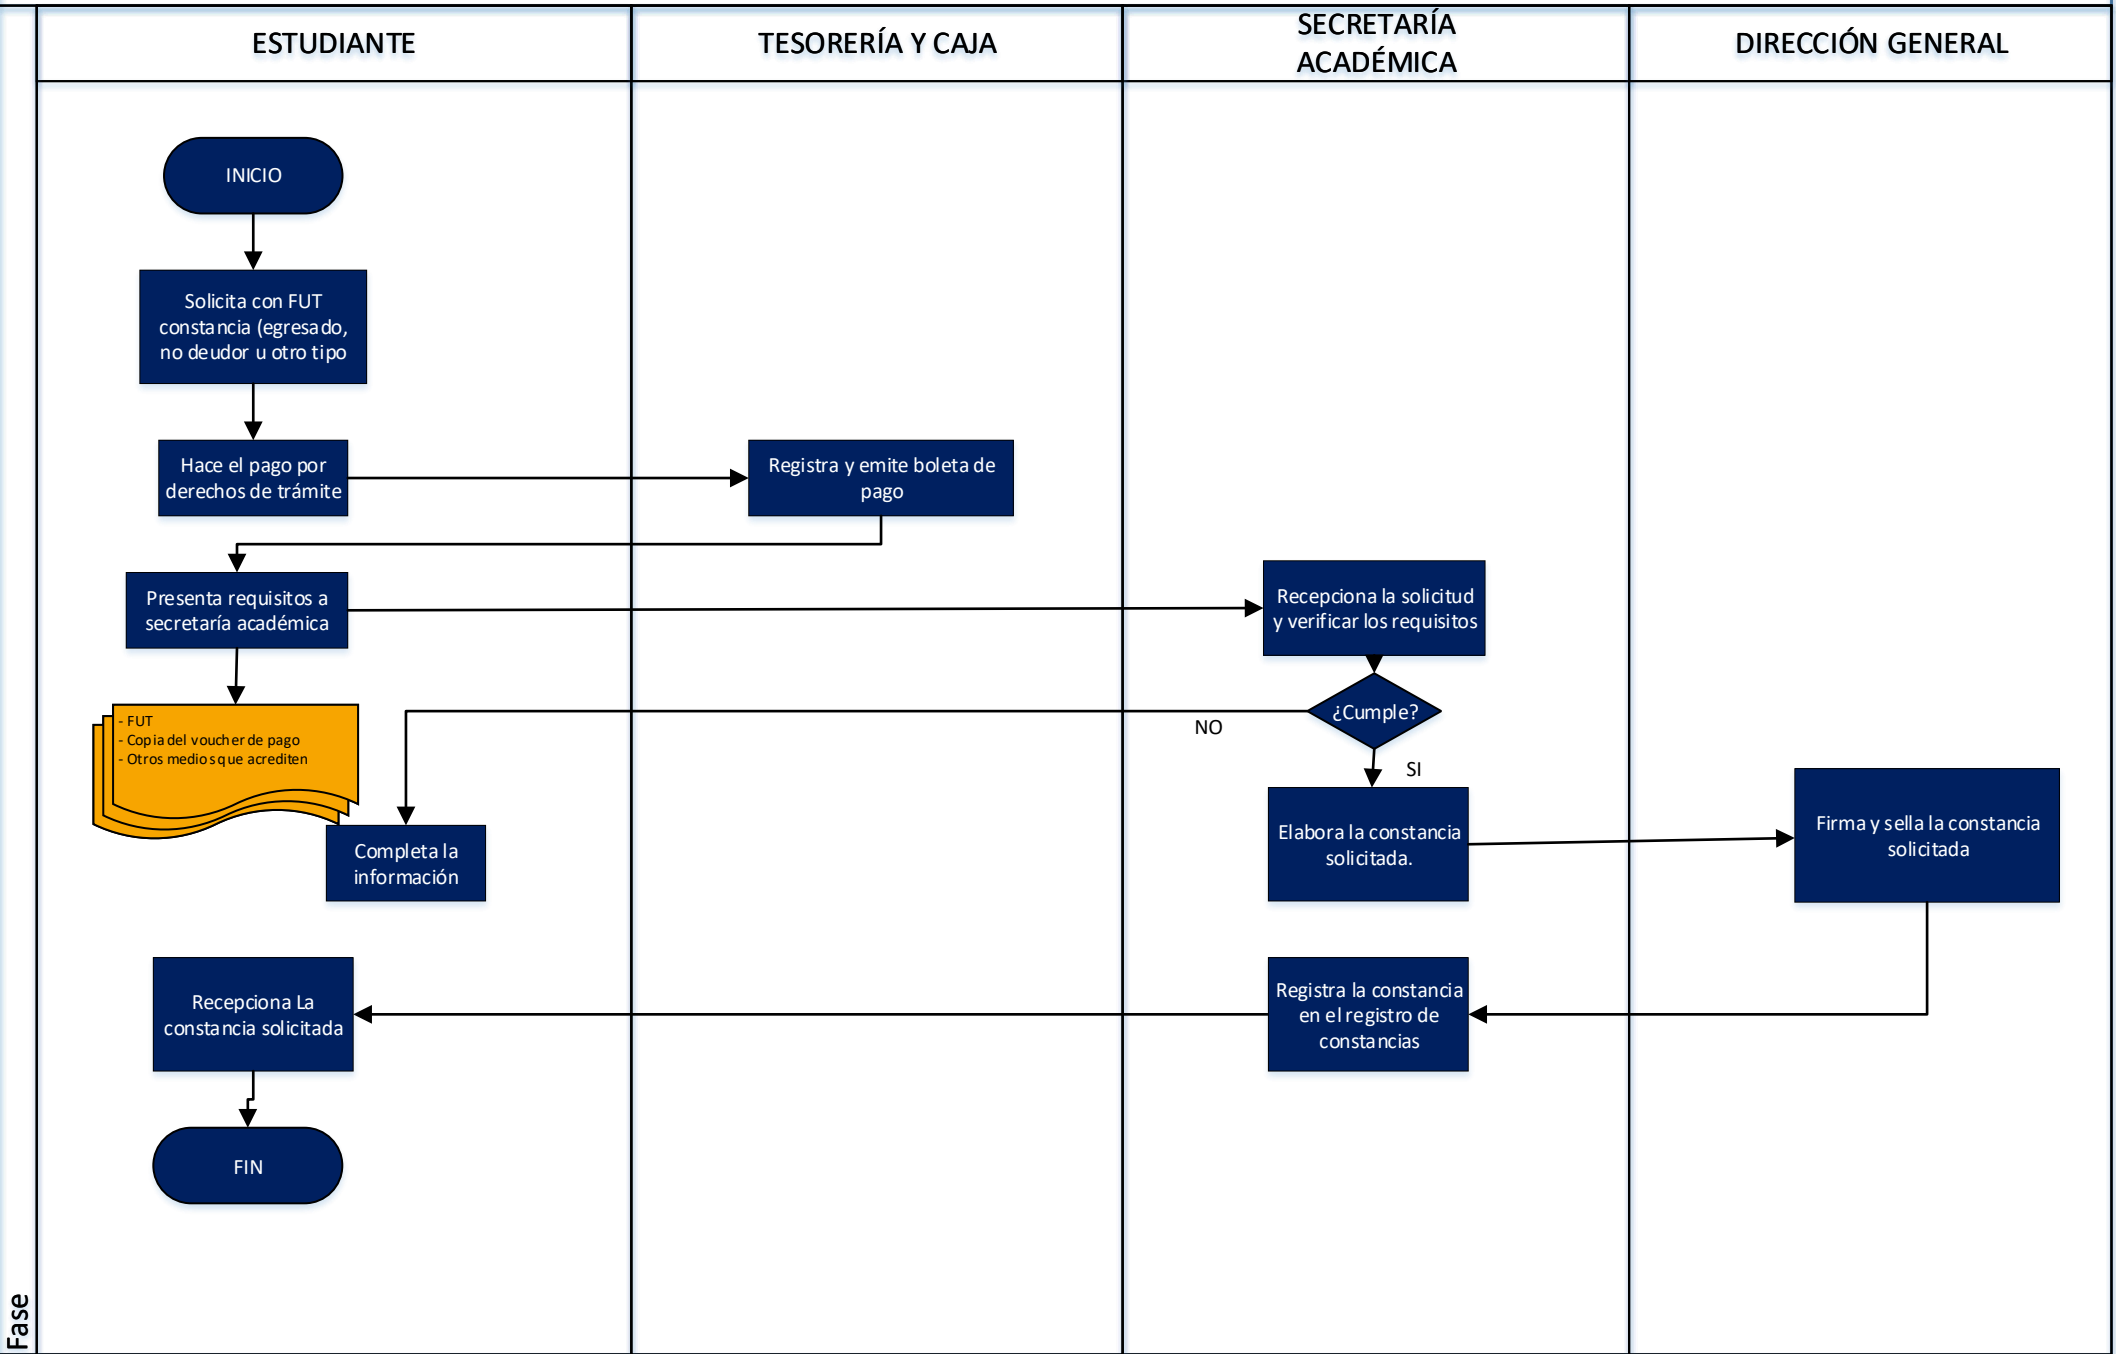 ESTUDIANTE
TESORERÍA Y CAJA
SECRETARÍA
ACADÉMICA
DIRECCIÓN GENERAL
INICIO
Solicita con FUT
constancia (egresado,
no deudor u otro tipo
Hace el pago por
derechos de trámite
Registra y emite boleta de
pago
Presenta requisitos a
secretaría académica
Recepciona la solicitud
y verificar los requisitos
- FUT
- Copia del voucher de pago
- Otros medios que acrediten
¿Cumple?
NO
SI
Completa la
información
Elabora la constancia
solicitada.
Firma y sella la constancia
solicitada
Recepciona La
constancia solicitada
Registra la constancia
en el registro de
constancias
FIN
Fase